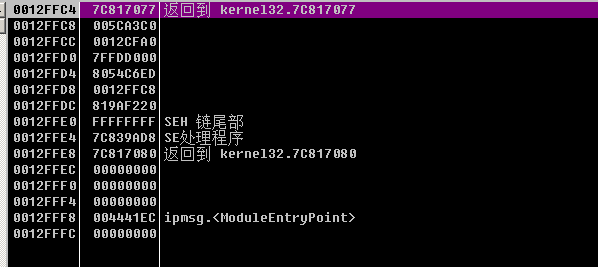 0012FFC4 7C817077 返回到 kernel32.7C817077
0012FFC8 005CA3C0
0012FFCC 0012CFA0
0012FFD0 7FFDD000
0012FFD4 8054C6ED
0012FFD8 0012FFC8
0012FFDC 819AF220
0012FFE0 FFFFFFFF SEH 链尾部
0012FFE4 7C839AD8 SE处理程序
0012FFE8 7C817080 返回到 kernel32.7C817080
0012FFEC 00000000
0012FFF0 00000000
0012FFF4 00000000
0012FFF8 004441EC ipmsg.<ModuleEntryPoint>
0012FFFC 00000000